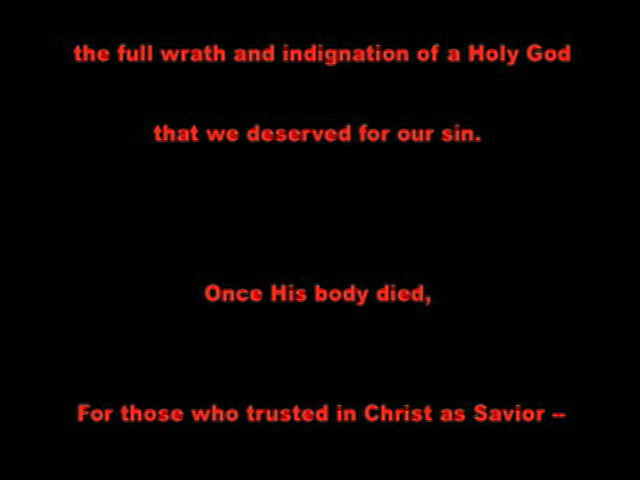 the full wrath and indignation of a Holy God
that we deserved for our sin.
Once His body died,
For those who trusted in Christ as Savior --